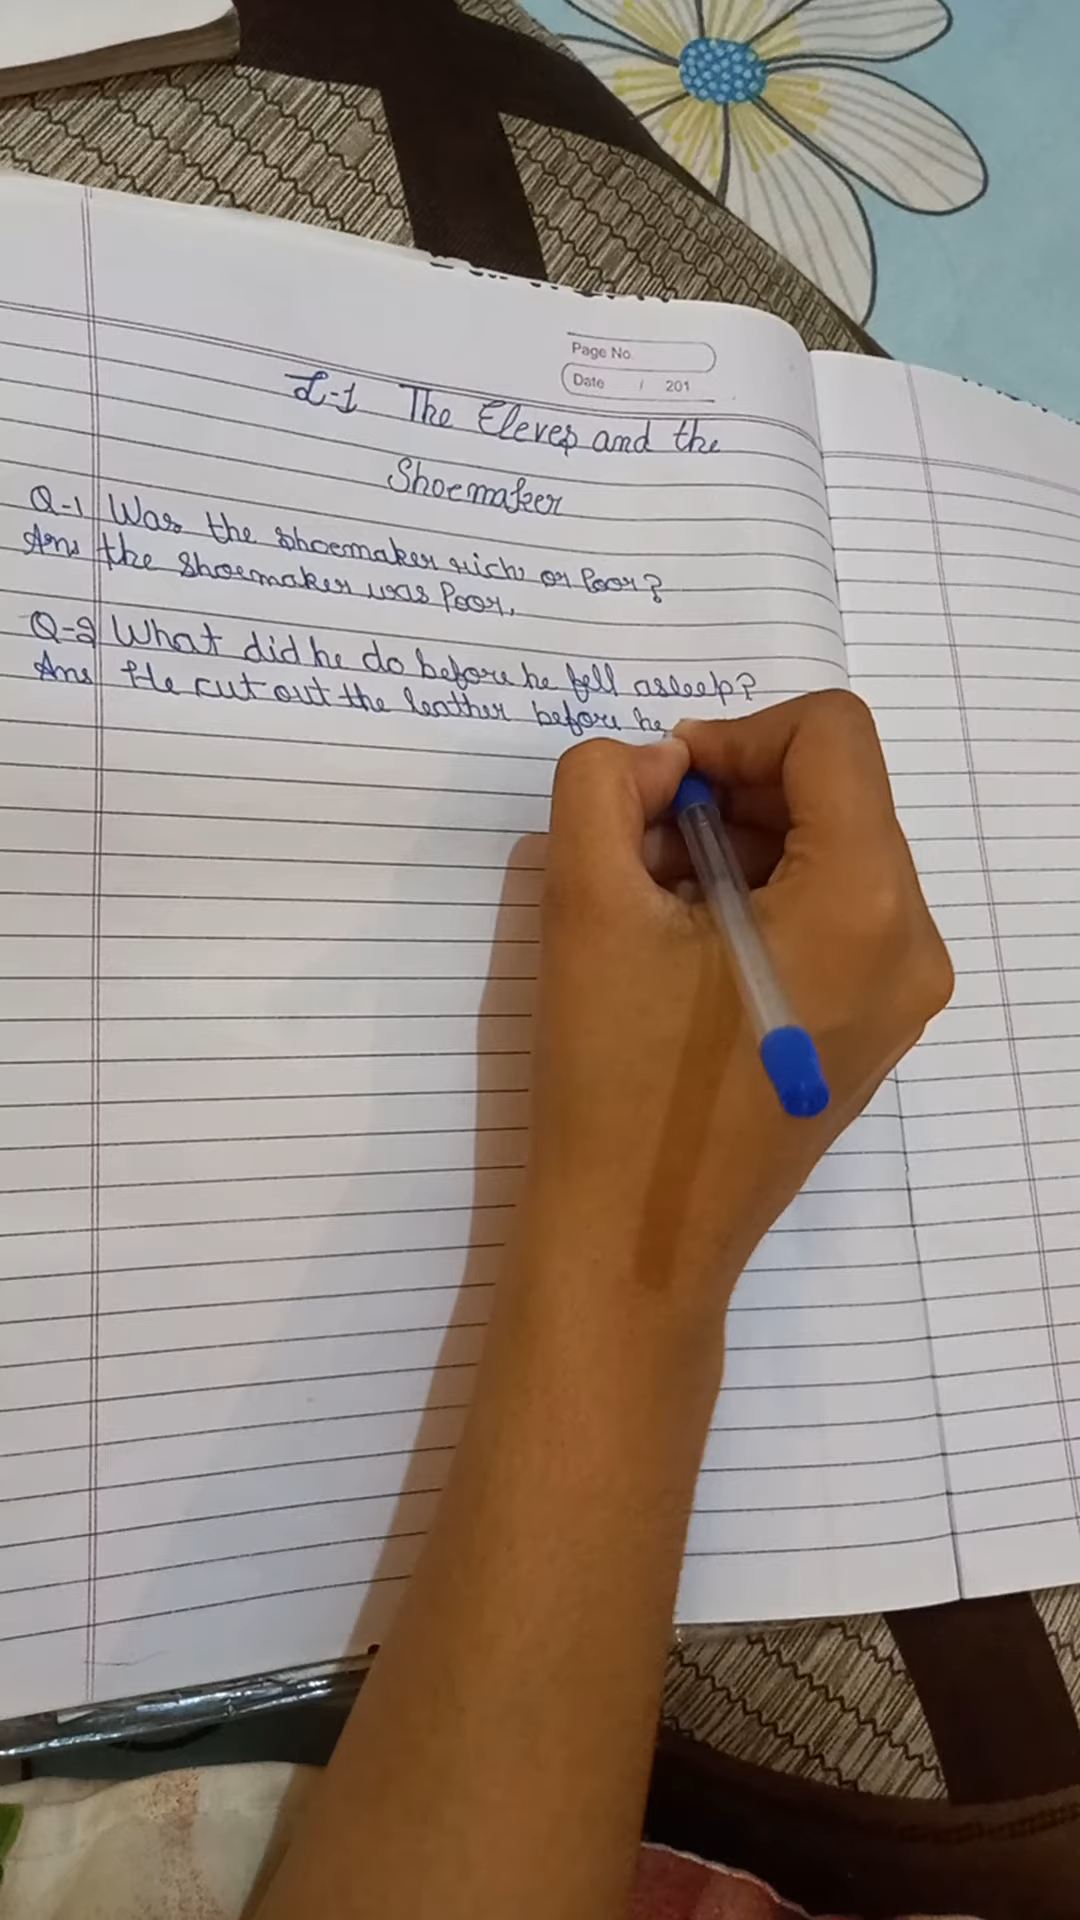 Page No.
Date / 201
L-1 The Eleves and the
Shoemaker
Q-1 Was the shoemaker rich or Poor?
Ans the Shoemaker was Poor.
Q-2 What did he do before he fell asleep?
Ans He cut out the leather before he